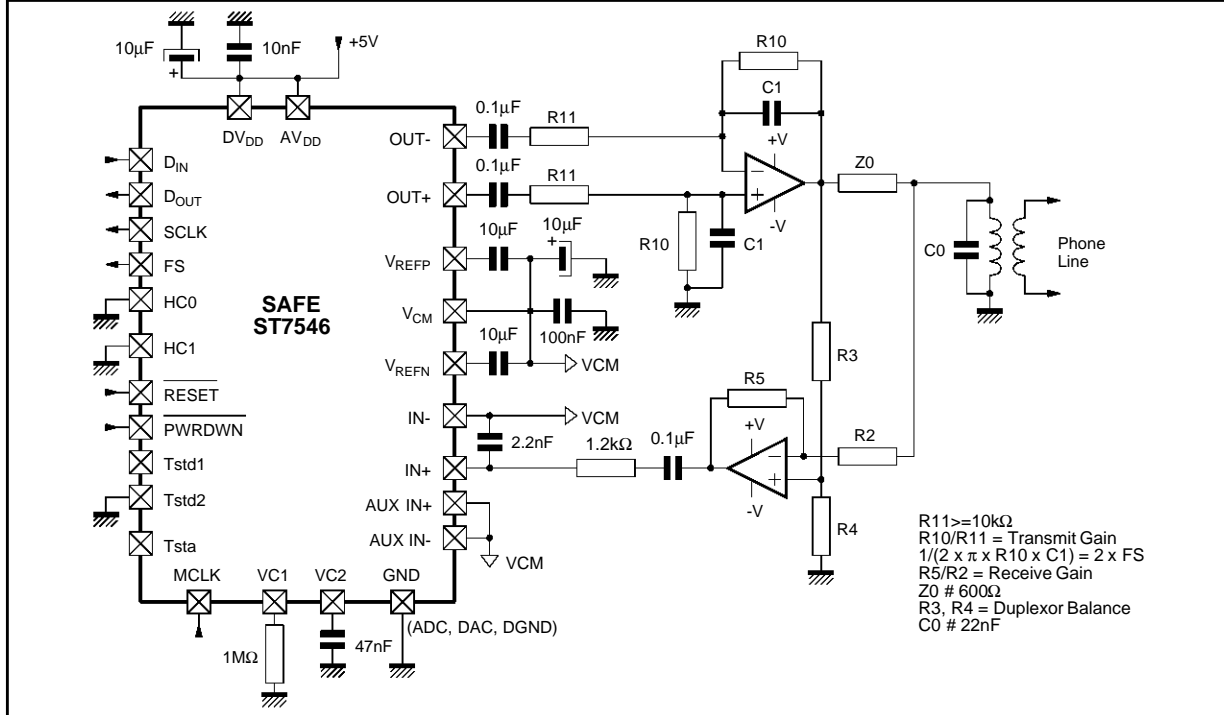 10µF
10nF
+5V
+
DVDD
AVDD
DIN
DOUT
SCLK
FS
HC0
HC1
RESET
PWRDWN
Tstd1
Tstd2
Tsta
SAFE
ST7546
OUT-
OUT+
VREFP
VCM
VREFN
IN-
IN+
AUX IN+
AUX IN-
MCLK
VC1
VC2
GND
(ADC, DAC, DGND)
1MΩ
47nF
0.1µF
R11
0.1µF
R11
R10
C1
+V
−
+
-V
R10
C1
Z0
C0
Phone
Line
10µF
10µF
+
100nF
10µF
VCM
VCM
2.2nF
1.2kΩ
0.1µF
VCM
R5
+V
−
+
-V
R2
R3
R4
R11>=10kΩ
R10/R11 = Transmit Gain
1/(2 x π x R10 x C1) = 2 x FS
R5/R2 = Receive Gain
Z0 # 600Ω
R3, R4 = Duplexor Balance
C0 # 22nF